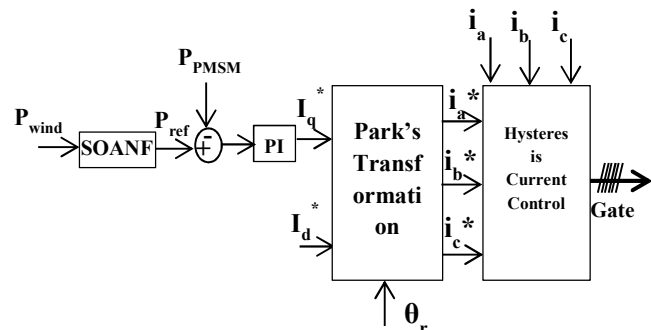 i_a i_b i_c
P_PMSM
P_wind
SOANF
P_ref
+
-
PI
I_q*
I_d*
Park's
Transf
ormati
on
θ_r
i_a*
i_b*
i_c*
Hysteres
is
Current
Control
Gate